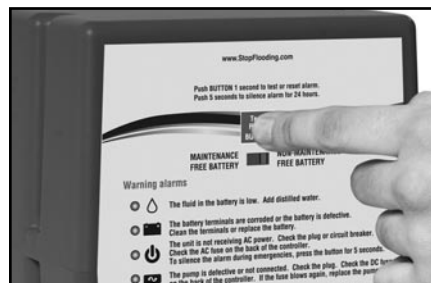 www.StopFlooding.com
Push BUTTON 1 second to test or reset alarm.
Push 5 seconds to silence alarm for 24 hours.
MAINTENANCE
FREE BATTERY
FREE BATTERY
Warning alarms
The fluid in the battery is low. Add distilled water.
The battery terminals are corroded or the battery is defective.
Clean the terminals or replace the battery.
The unit is not receiving AC power. Check the plug or circuit breaker.
Check the AC fuse on the back of the controller.
To silence the alarm during emergencies, press the button for 5 seconds.
The pump is defective or not connected. Check the plug. Check the DC
on the back of the controller. If the fuse blows again, replace the